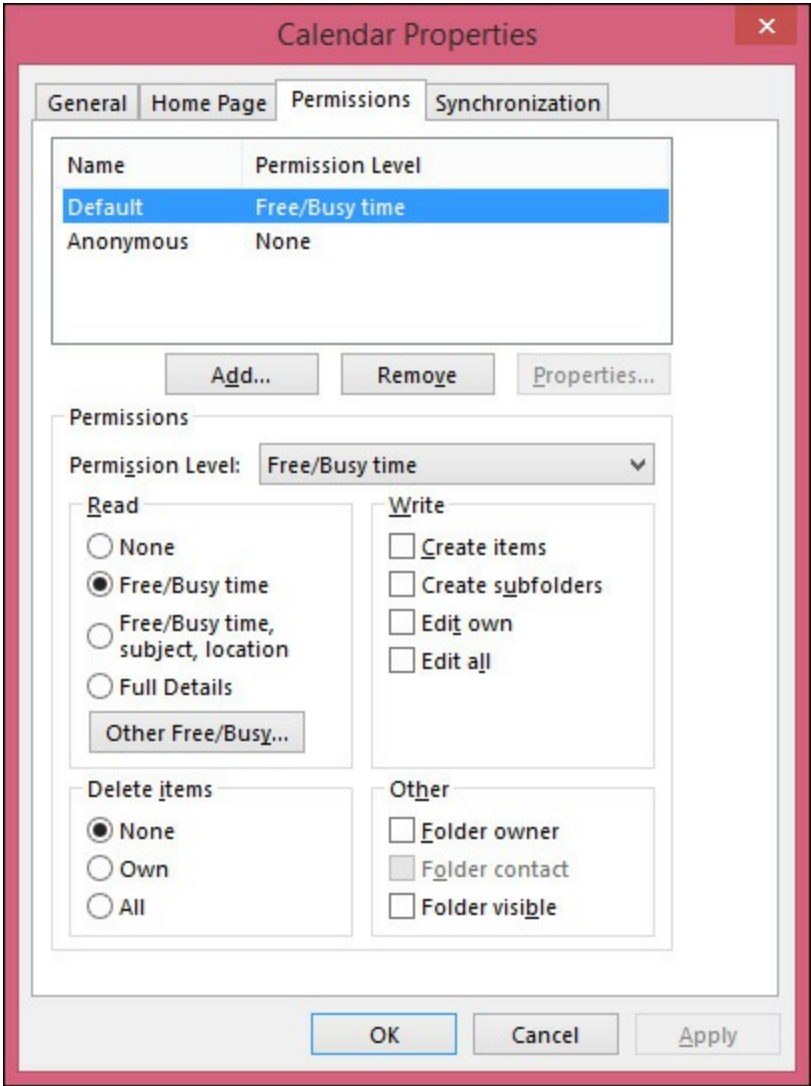 Calendar Properties
General Home Page Permissions Synchronization
Name Permission Level
Default Free/Busy time
Anonymous None
Add... Remove Properties...
Permissions
Permission Level: Free/Busy time
Read Write
None Create items
Free/Busy time Create subfolders
Free/Busy time, Edit own
subject, location
Edit all
Full Details
Other Free/Busy...
Delete items Other
None Folder owner
Own Folder contact
All Folder visible
OK Cancel Apply